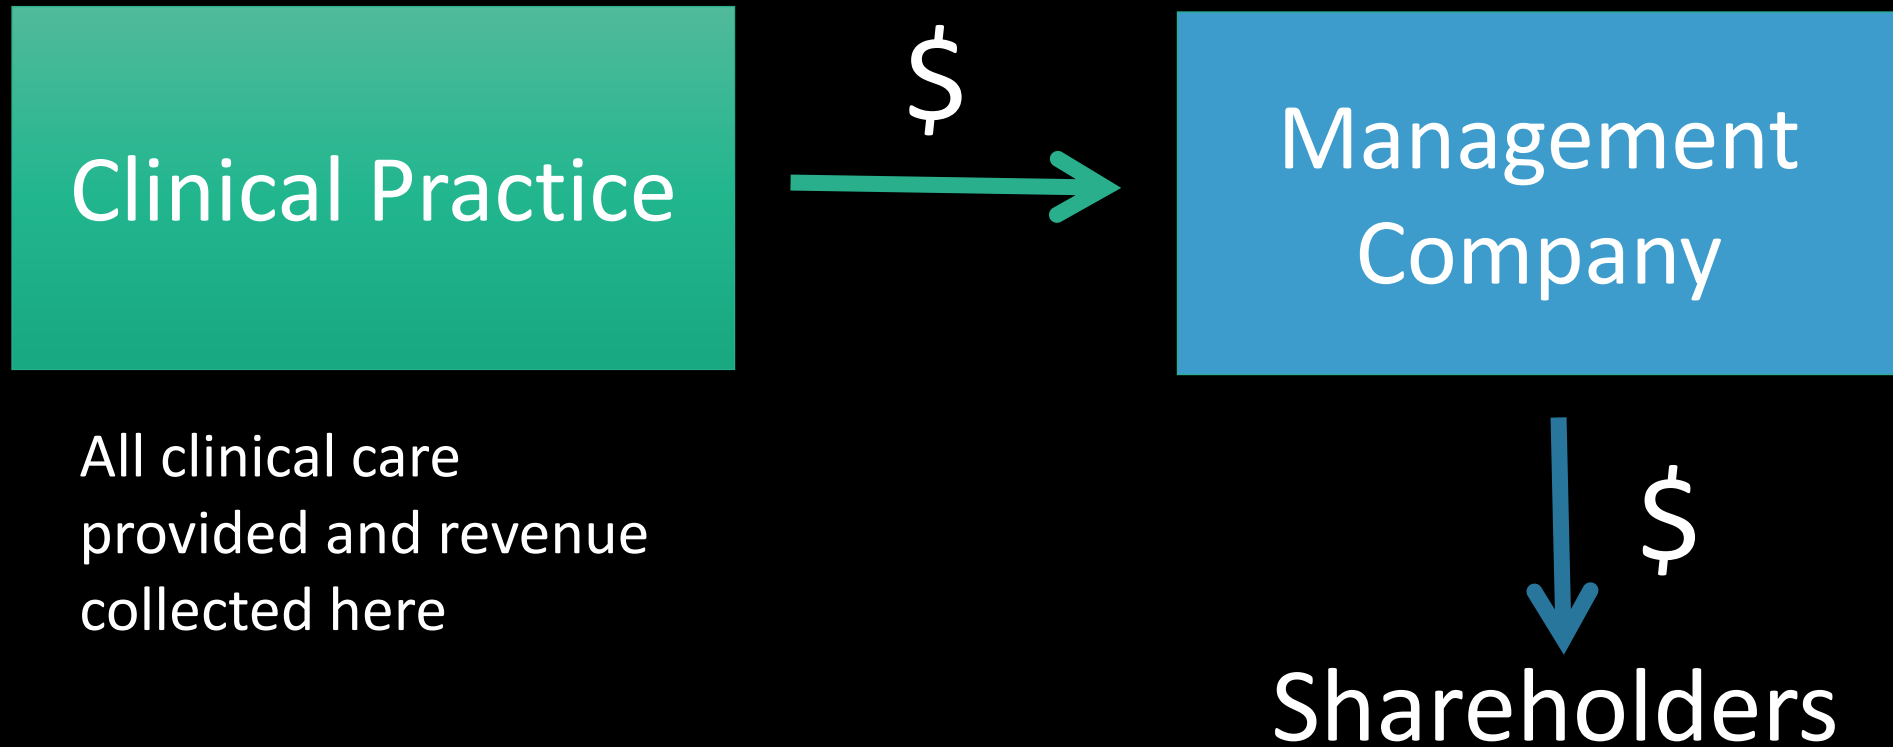 Clinical Practice
$
Management
Company
All clinical care
provided and revenue
collected here
$
Shareholders